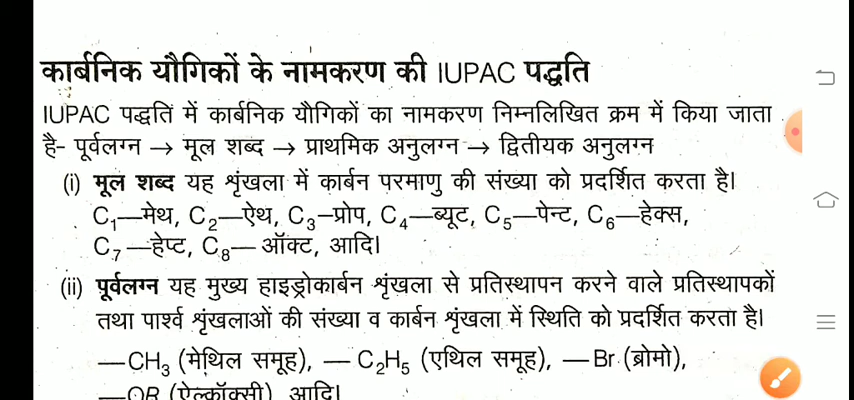 कार्बनिक यौगिकों के नामकरण की IUPAC पद्धति
IUPAC पद्धति में कार्बनिक यौगिकों का नामकरण निम्नलिखित क्रम में किया जाता
है- पूर्वलग्न → मूल शब्द → प्राथमिक अनुलग्न → द्वितीयक अनुलग्न
(i) मूल शब्द यह शृंखला में कार्बन परमाणु की संख्या को प्रदर्शित करता है।
C₁—मेथ, C₂—ऐथ, C₃—प्रोप, C₄—ब्यूट, C₅—पेन्ट, C₆—हेक्स,
C₇—हेप्ट, C₈— ऑक्ट, आदि।
(ii) पूर्वलग्न यह मुख्य हाइड्रोकार्बन शृंखला से प्रतिस्थापन करने वाले प्रतिस्थापकों
तथा पार्श्व शृंखलाओं की संख्या व कार्बन शृंखला में स्थिति को प्रदर्शित करता है।
—CH₃ (मेथिल समूह), — C₂H₅ (एथिल समूह), —Br (ब्रोमो),
—OR (ऐल्कॉक्सी) आदि।